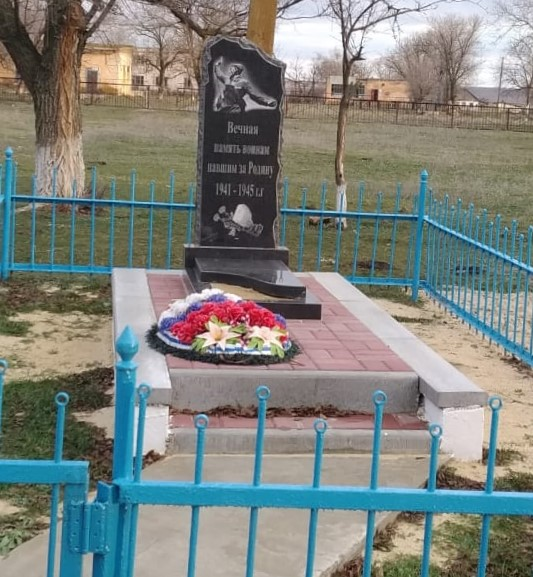 Вечная
память воинам
павшим за Родину
1941 - 1945 г.г